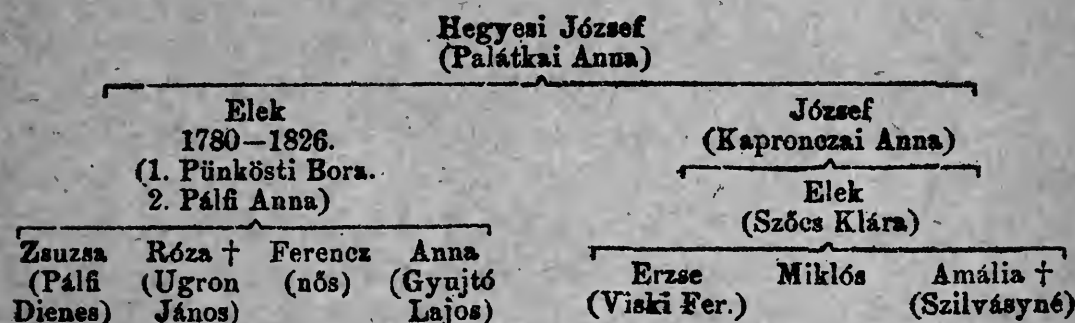 Hegyesi József
(Palátkai Anna)
Elek
1780—1826.
(1. Pünkösti Bora.
2. Pálfi Anna)
József
(Kapronczai Anna)
Elek
(Szőcs Klára)
Zsuzsa
(Pálfi
Dienes)
Róza †
(Ugron
János)
Ferencz
(nős)
Anna
(Gyujtó
Lajos)
Erzse
(Viski Fer.)
Miklós
Amália †
(Szilvásyné)